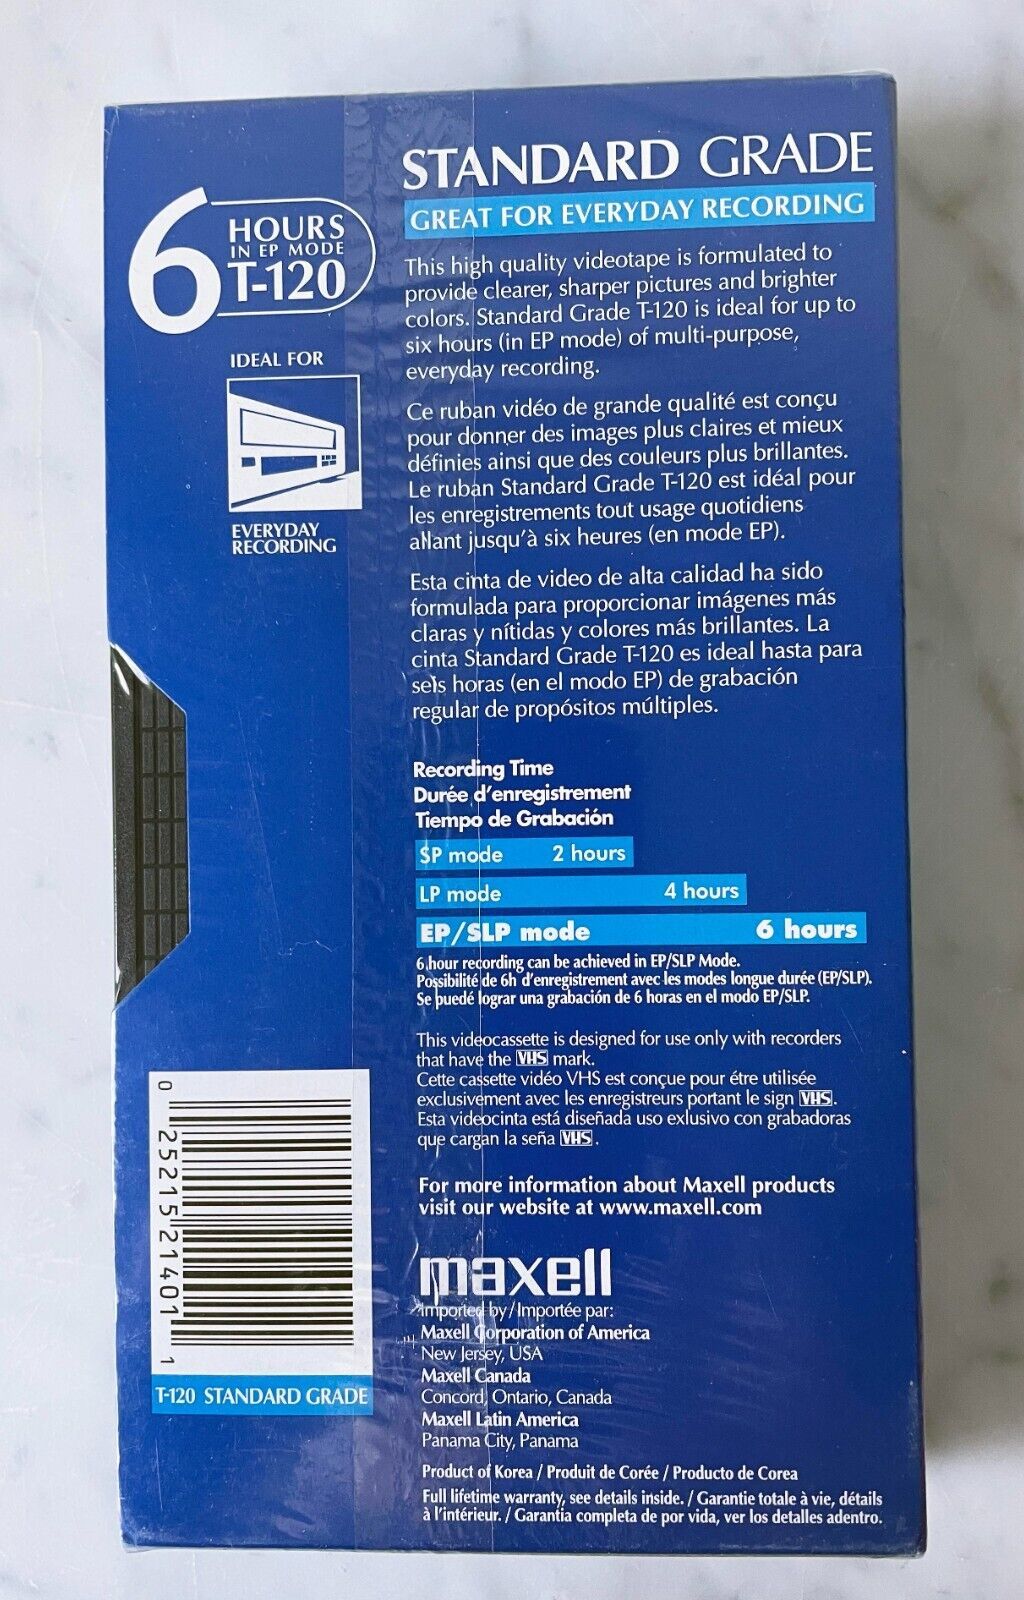 6 HOURS
IN EP MODE
T-120
IDEAL FOR
EVERYDAY
RECORDING
STANDARD GRADE
GREAT FOR EVERYDAY RECORDING
This high quality videotape is formulated to
provide clearer, sharper pictures and brighter
colors. Standard Grade T-120 is ideal for up to
six hours (in EP mode) of multi-purpose,
everyday recording.
Ce ruban vidéo de grande qualité est conçu
pour donner des images plus claires et mieux
définies ainsi que des couleurs plus brillantes.
Le ruban Standard Grade T-120 est idéal pour
les enregistrements tout usage quotidiens
allant jusqu'à six heures (en mode EP).
Esta cinta de video de alta calidad ha sido
formulada para proporcionar imágenes más
claras y nítidas y colores más brillantes. La
cinta Standard Grade T-120 es ideal hasta para
seis horas (en el modo EP) de grabación
regular de propósitos múltiples.
Recording Time
Durée d'enregistrement
Tiempo de Grabación
SP mode 2 hours
LP mode 4 hours
EP/SLP mode 6 hours
6 hour recording can be achieved in EP/SLP Mode.
Possibilité de 6h d'enregistrement avec les modes longue durée (EP/SLP).
Se puedé lograr una grabación de 6 horas en el modo EP/SLP.
This videocassette is designed for use only with recorders
that have the VHS mark.
Cette cassette vidéo VHS est conçue pour étre utilisée
exclusivement avec les enregistreurs portant le sign VHS.
Esta videocinta está diseñada uso exlusivo con grabadoras
que cargan la seña VHS.
For more information about Maxell products
visit our website at www.maxell.com
maxell
Imported by / Importée par:
Maxell Corporation of America
New Jersey, USA
Maxell Canada
Concord, Ontario, Canada
Maxell Latin America
Panama City, Panama
Product of Korea / Produit de Corée / Producto de Corea
Full lifetime warranty, see details inside. / Garantie totale à vie, détails
à l'intérieur. / Garantia completa de por vida, ver los detalles adentro.
0 25215 21401 1
T-120 STANDARD GRADE